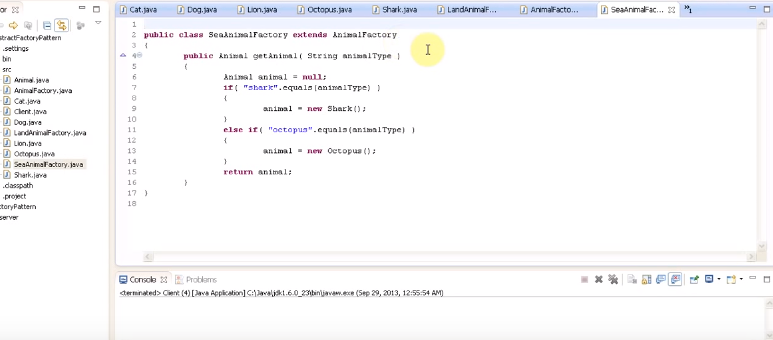 or
Cat.java Dog.java Lion.java Octopus.java Shark.java LandAnimalF... AnimalFacto... SeaAnimalFac... »1
stractFactoryPattern
.settings
bin
src
Animal.java
AnimalFactory.java
Cat.java
Client.java
Dog.java
LandAnimalFactory.java
Lion.java
Octopus.java
SeaAnimalFactory.java
Shark.java
.classpath
.project
ctoryPattern
server
1
2 public class SeaAnimalFactory extends AnimalFactory
3 {
4 public Animal getAnimal( String animalType )
5 {
6 Animal animal = null;
7 if( "shark".equals(animalType) )
8 {
9 animal = new Shark();
10 }
11 else if( "octopus".equals(animalType) )
12 {
13 animal = new Octopus();
14 }
15 return animal;
16 }
17 }
18
Console Problems
<terminated> Client (4) [Java Application] C:\Java\jdk1.6.0_23\bin\javaw.exe (Sep 29, 2013, 12:55:54 AM)